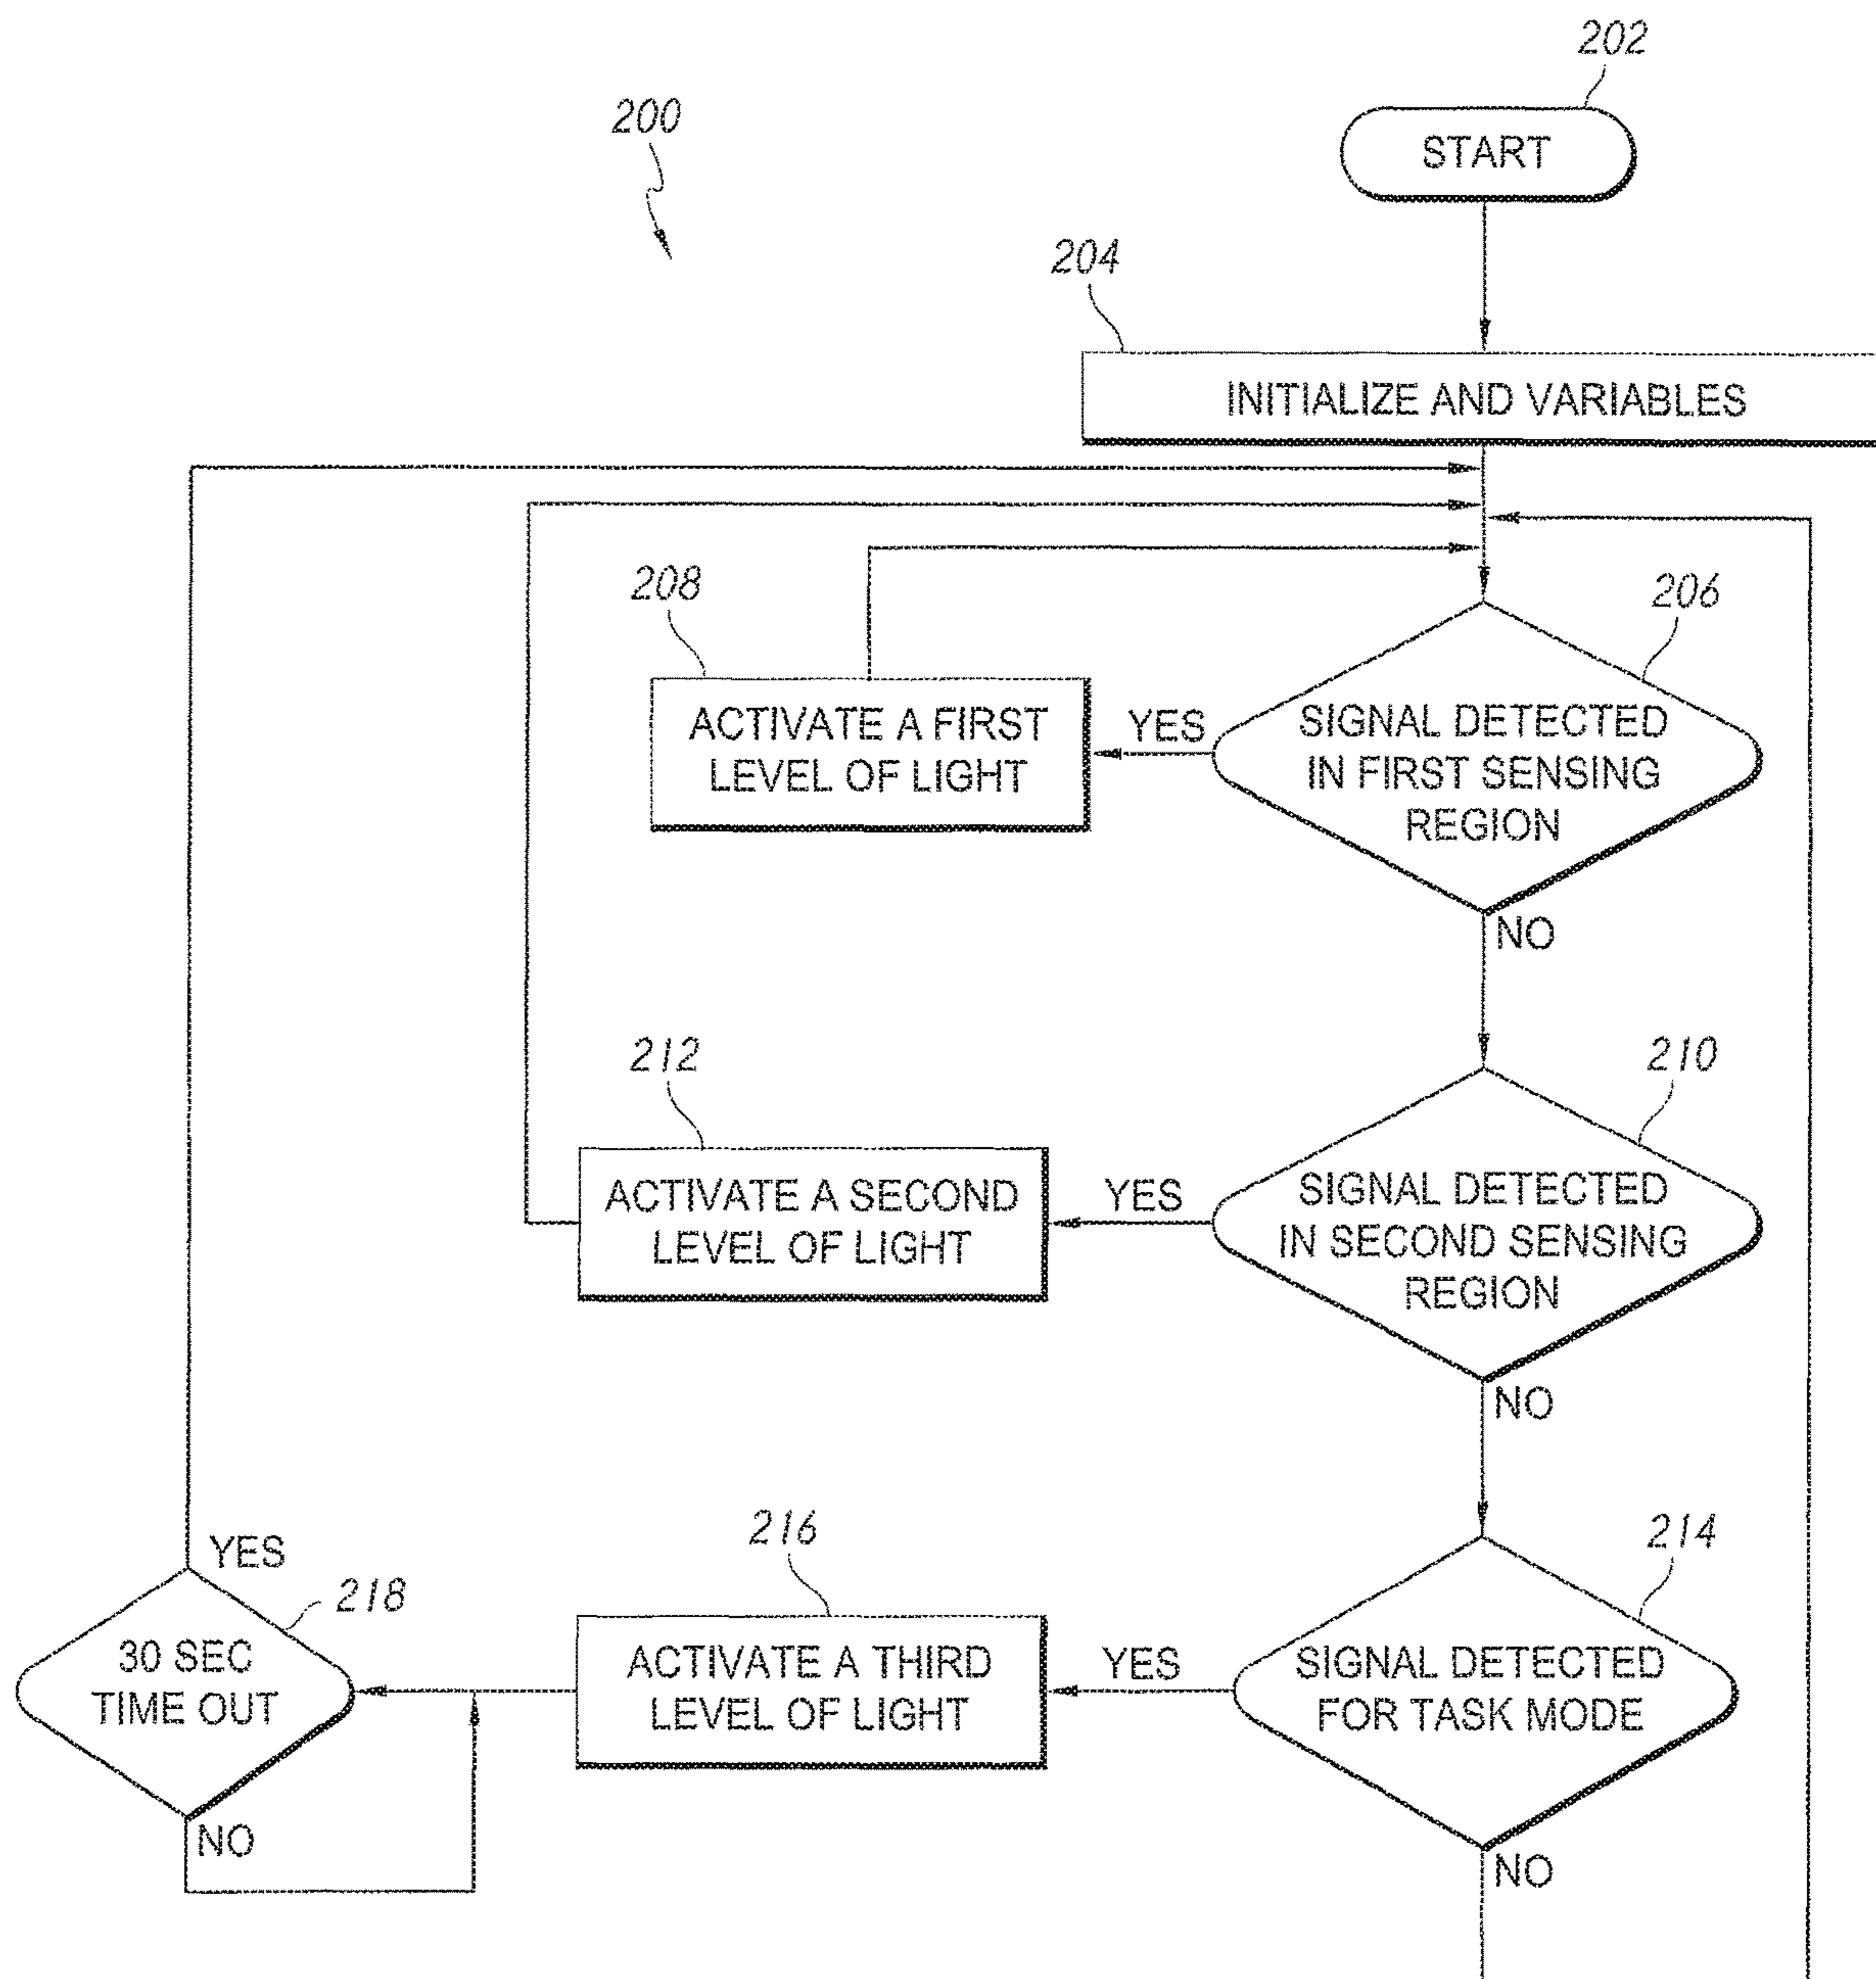 202
200
START
204
INITIALIZE AND VARIABLES
208
206
ACTIVATE A FIRST
LEVEL OF LIGHT
YES
SIGNAL DETECTED
IN FIRST SENSING
REGION
NO
212
210
ACTIVATE A SECOND
LEVEL OF LIGHT
YES
SIGNAL DETECTED
IN SECOND SENSING
REGION
NO
216
214
YES
218
30 SEC
TIME OUT
NO
ACTIVATE A THIRD
LEVEL OF LIGHT
YES
SIGNAL DETECTED
FOR TASK MODE
NO